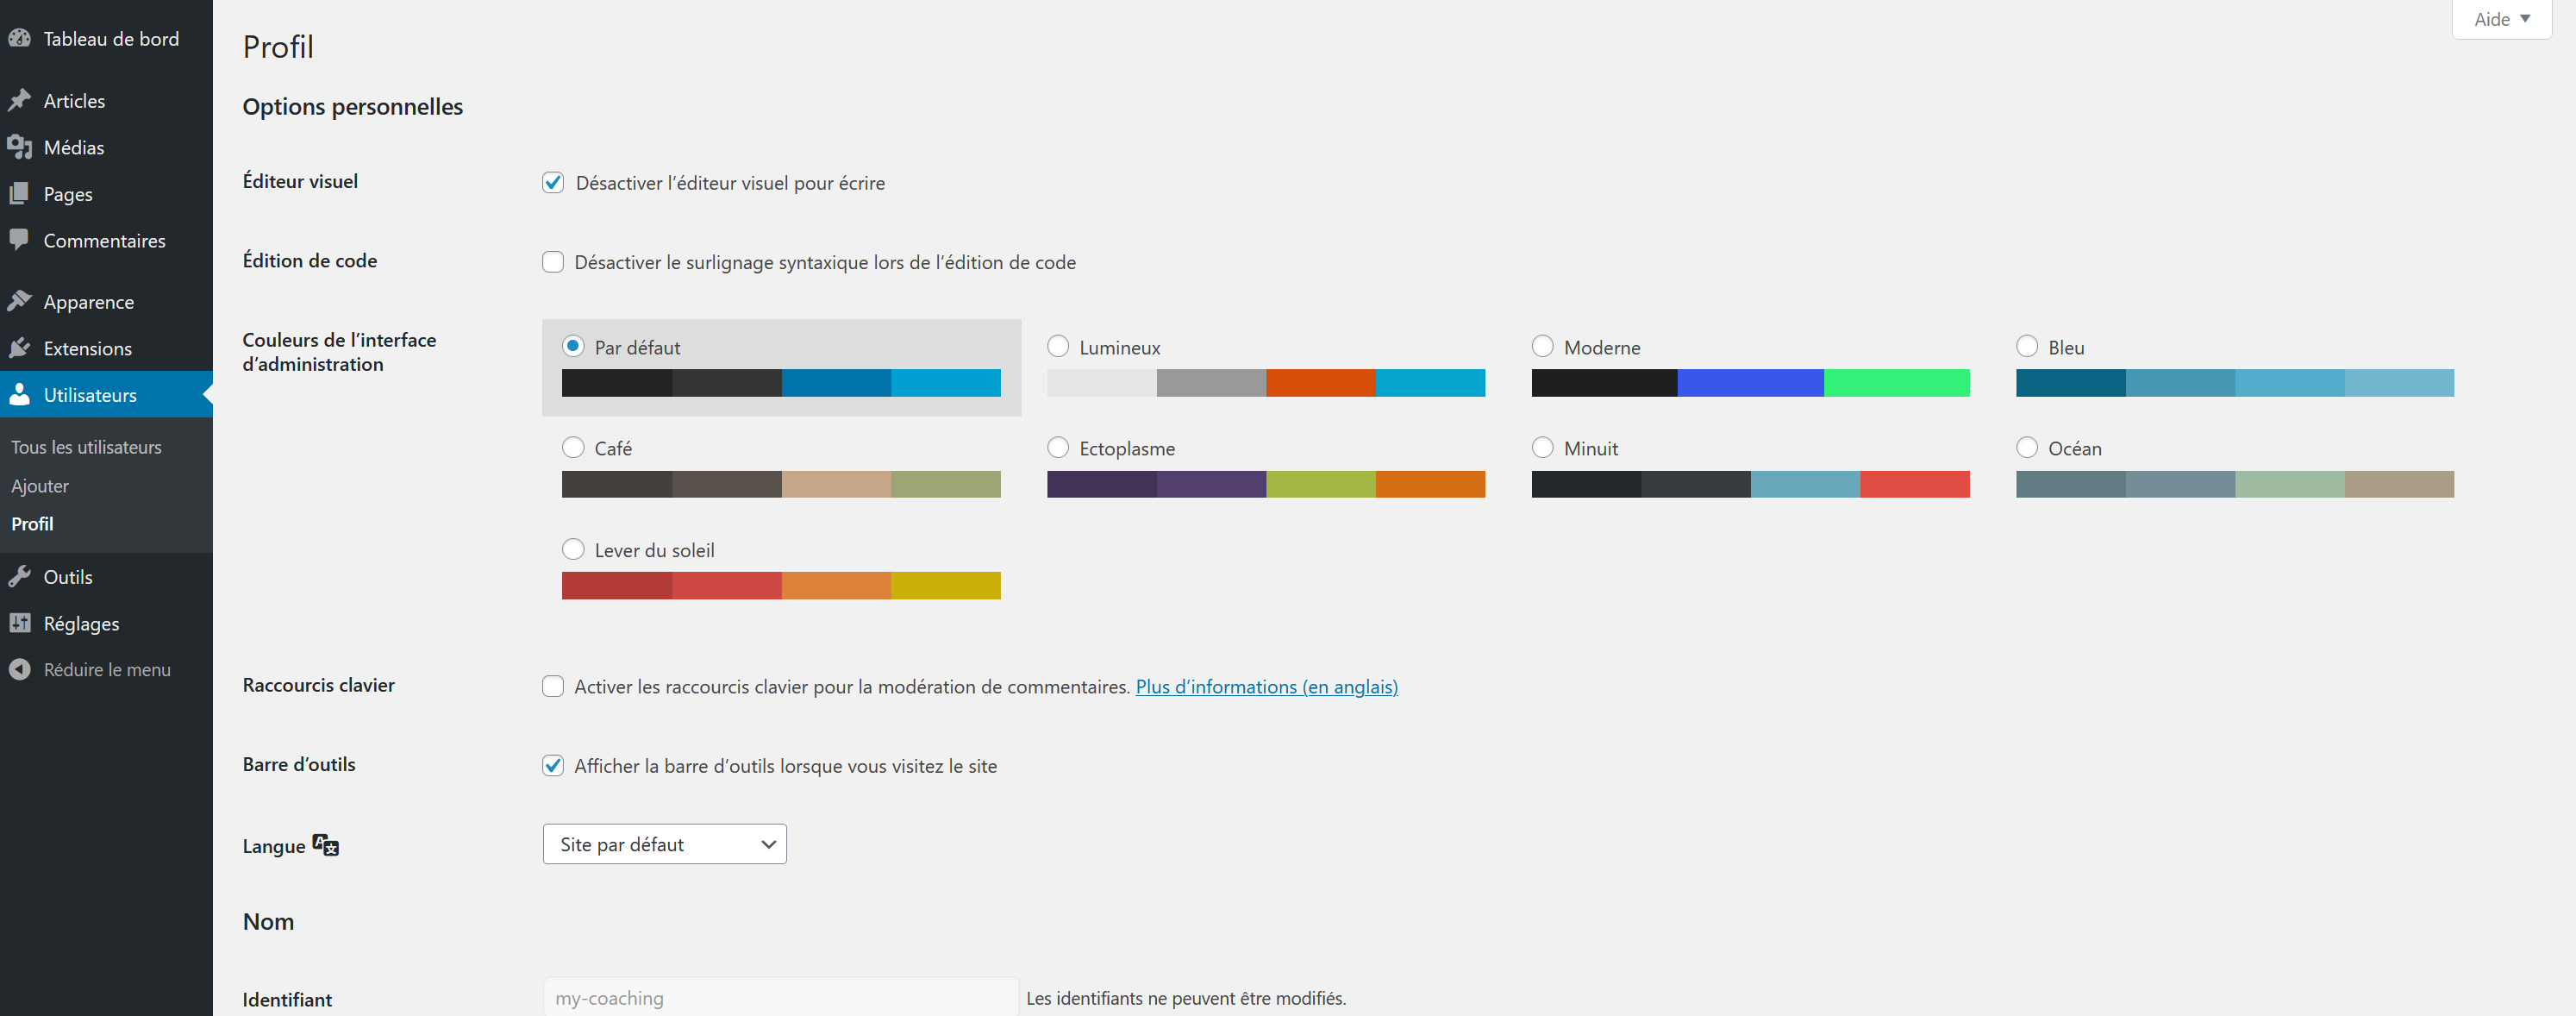 Tableau de bord
Articles
Médias
Pages
Commentaires
Apparence
Extensions
Utilisateurs
Tous les utilisateurs
Ajouter
Profil
Outils
Réglages
Réduire le menu
Aide
Profil
Options personnelles
Éditeur visuel
Désactiver l’éditeur visuel pour écrire
Édition de code
Désactiver le surlignage syntaxique lors de l’édition de code
Couleurs de l’interface
d’administration
Par défaut
Lumineux
Moderne
Bleu
Café
Ectoplasme
Minuit
Océan
Lever du soleil
Raccourcis clavier
Activer les raccourcis clavier pour la modération de commentaires. Plus d’informations (en anglais)
Barre d’outils
Afficher la barre d’outils lorsque vous visitez le site
Langue
Site par défaut
Nom
Identifiant
my-coaching
Les identifiants ne peuvent être modifiés.